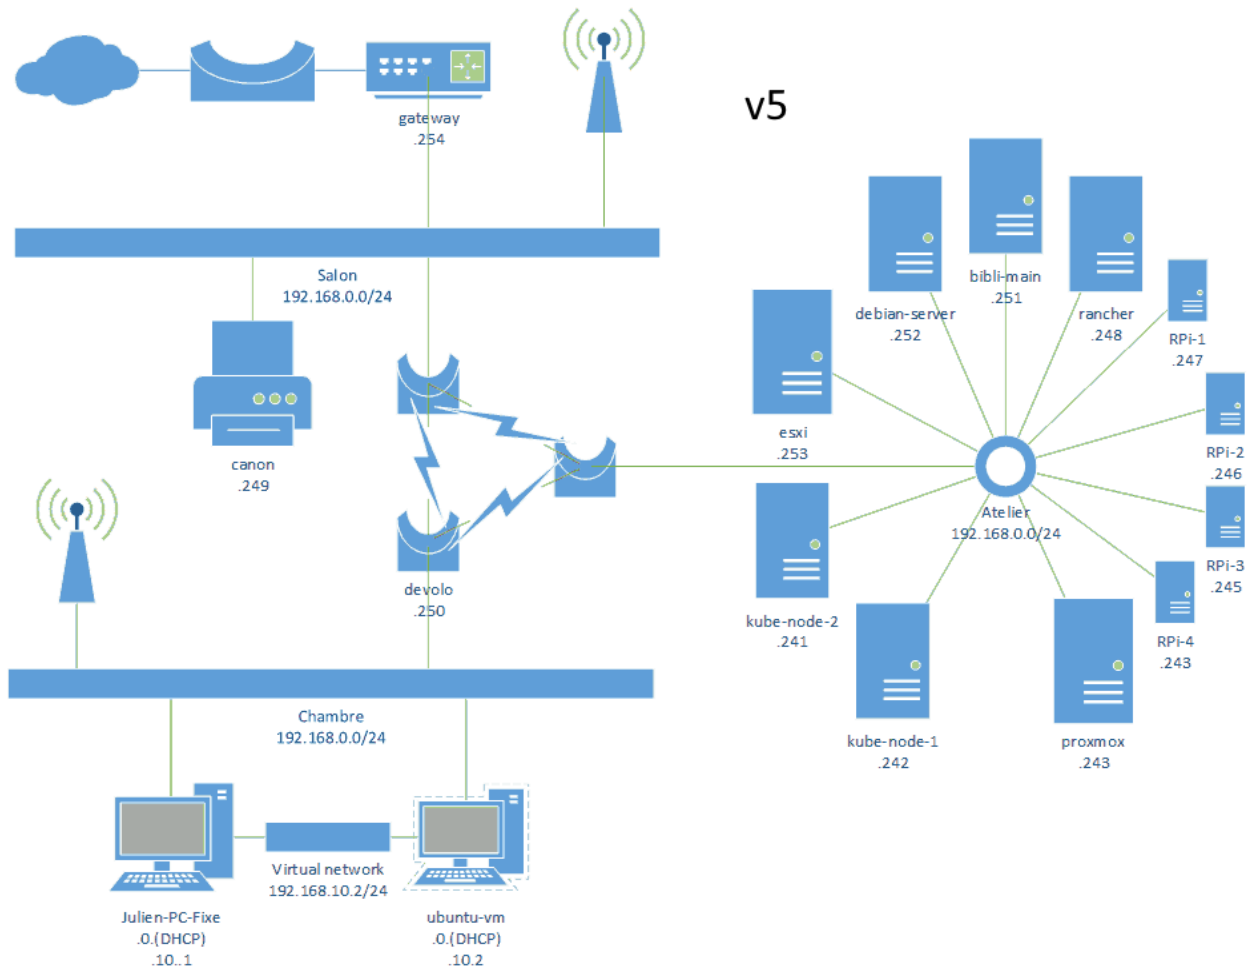 gateway
.254
v5
Salon
192.168.0.0/24
bibli-main
.251
debian-server
.252
rancher
.248
RPi-1
.247
esxi
.253
RPi-2
.246
canon
.249
Atelier
192.168.0.0/24
RPi-3
.245
devolo
.250
kube-node-2
.241
RPi-4
.243
kube-node-1
.242
proxmox
.243
Chambre
192.168.0.0/24
Virtual network
192.168.10.2/24
Julien-PC-Fixe
.0.(DHCP)
.10..1
ubuntu-vm
.0.(DHCP)
.10.2